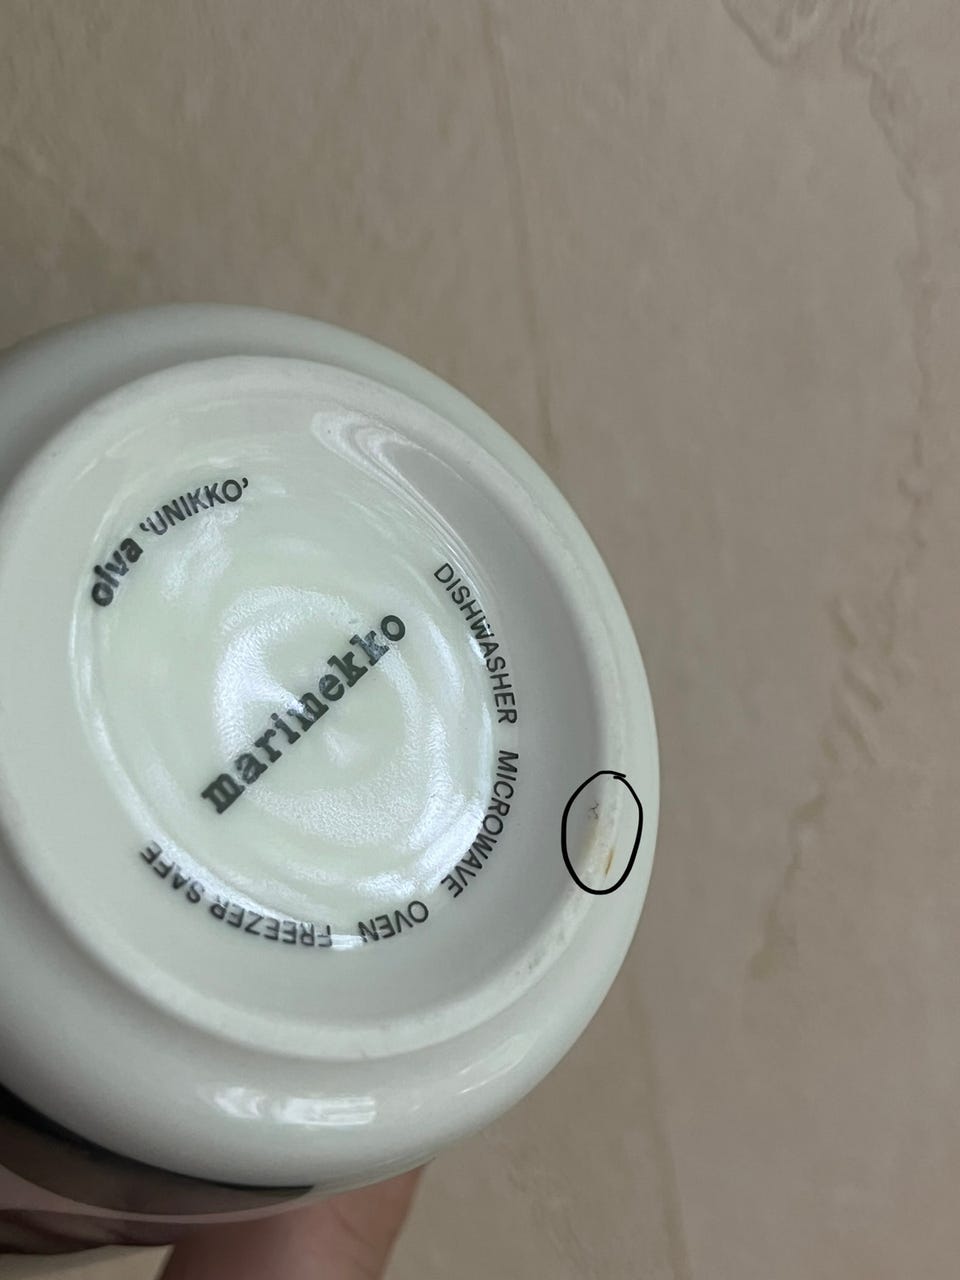 oiva 'UNIKKO'
marimekko
DISHWASHER MICROWAVE OVEN FREEZER SAFE